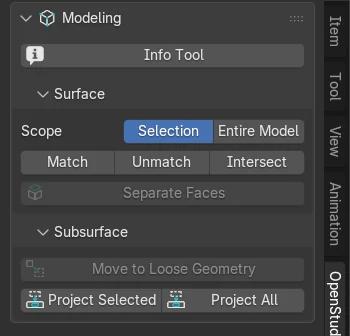 Modeling
Info Tool
Surface
Scope
Selection
Entire Model
Match
Unmatch
Intersect
Separate Faces
Subsurface
Move to Loose Geometry
Project Selected
Project All
Item
Tool
View
Animation
OpenStud